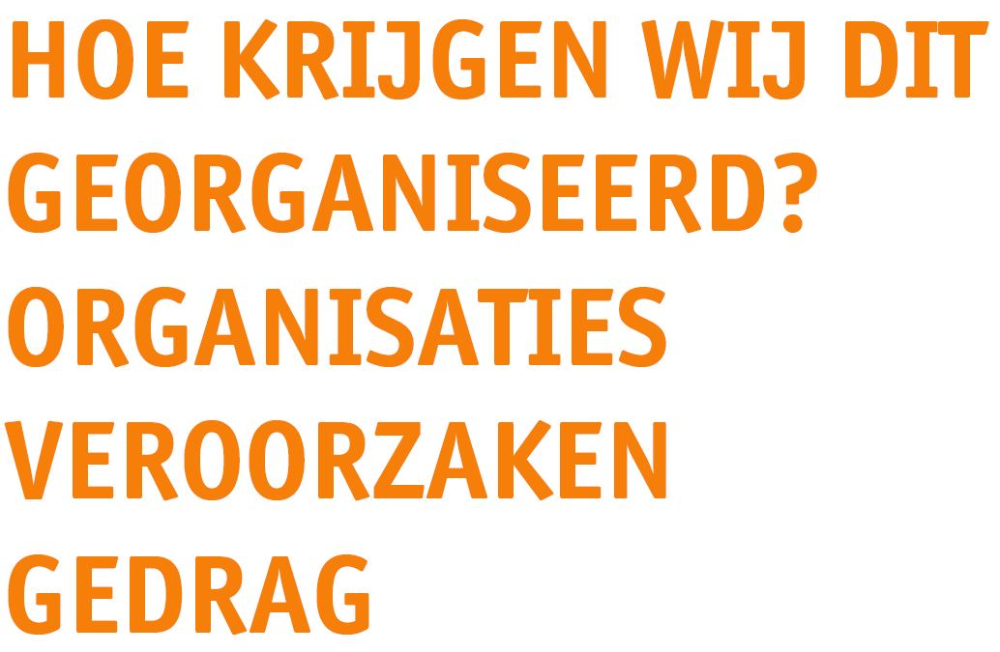 HOE KRIJGEN WIJ DIT
GEORGANISEERD?
ORGANISATIES
VEROORZAKEN
GEDRAG